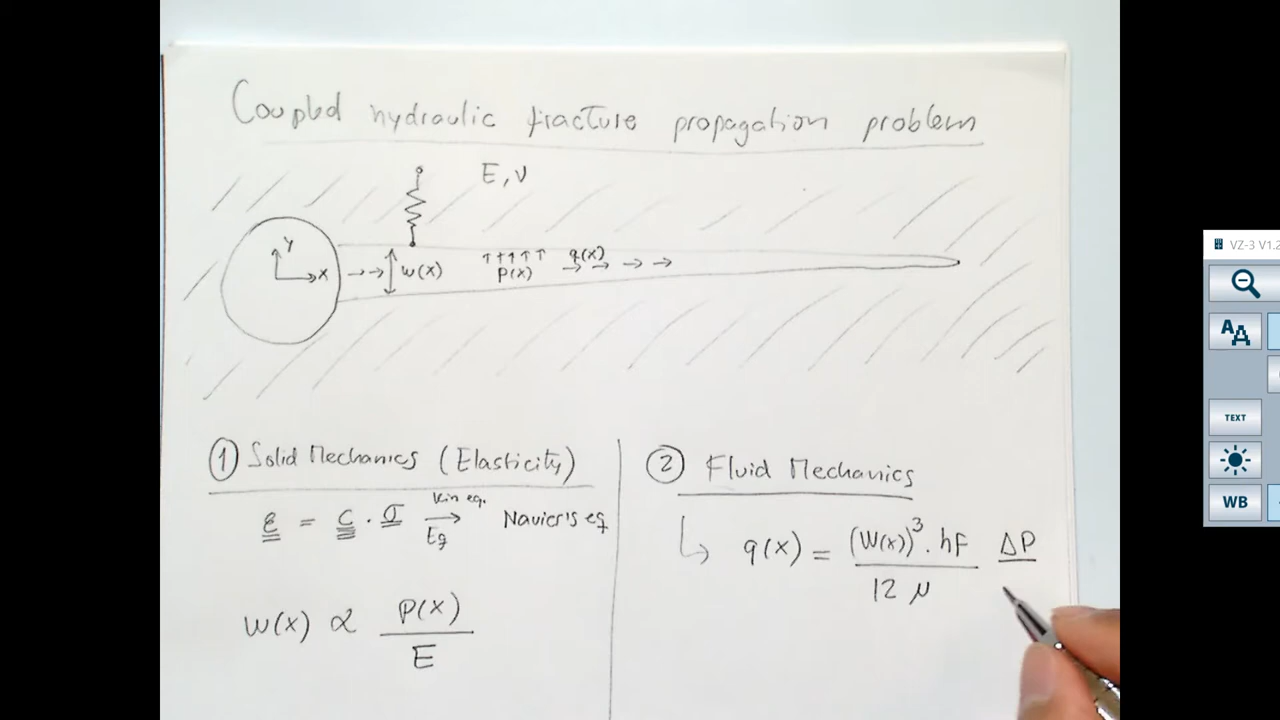 Coupled hydraulic fracture propagation problem
E, ν
y
x
w(x)
p(x)
q(x)
① Solid Mechanics (Elasticity)
ε = C · σ
Kin eq.
→
Eq
Navier's eq
w(x) ∝ P(x) / E
② Fluid Mechanics
↳ q(x) = (W(x))³ · hF / 12 μ ΔP
VZ-3 V1.2
AA
TEXT
WB